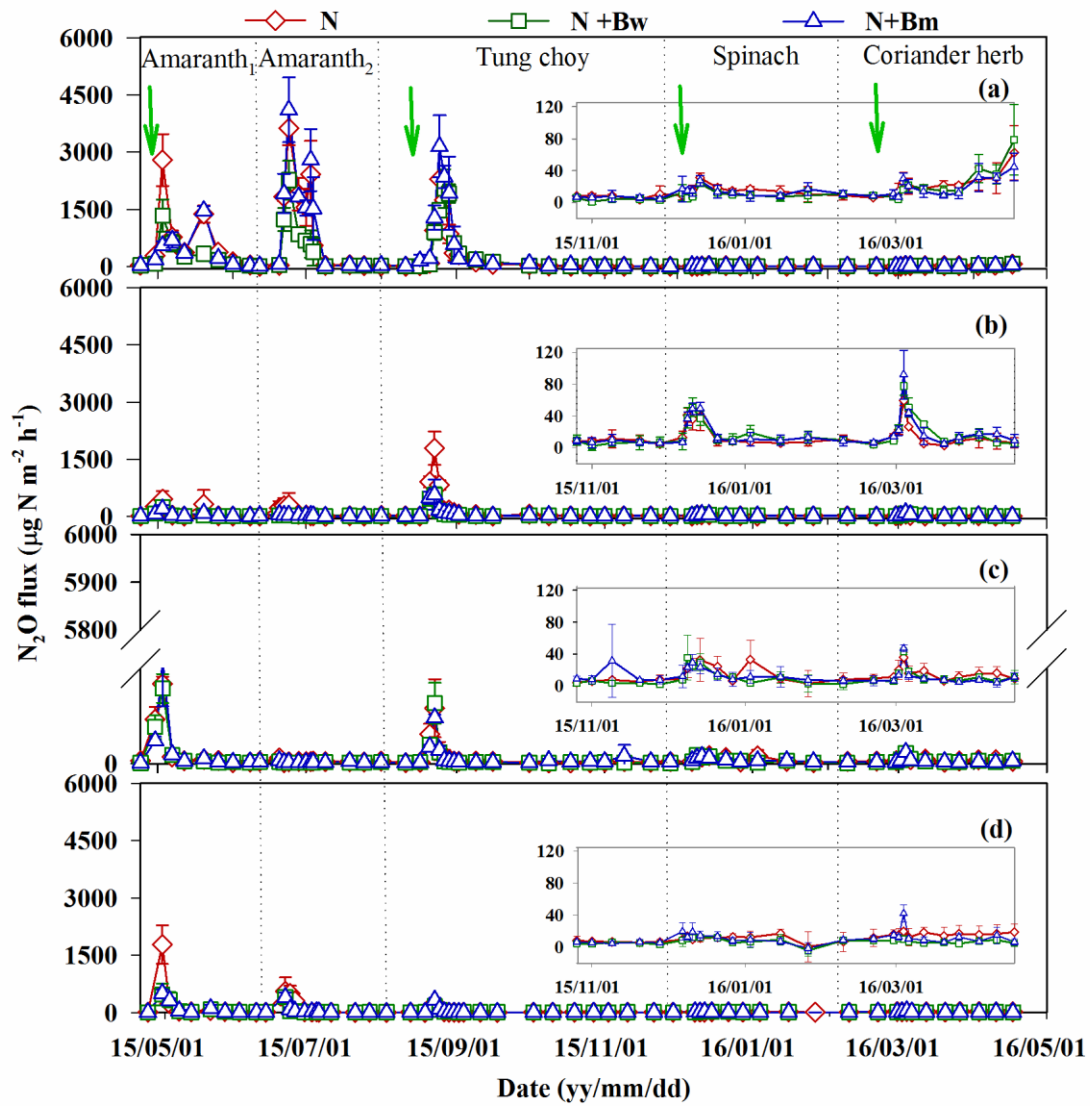 N N +Bw N+Bm
6000 Amaranth₁ Amaranth₂ Tung choy Spinach Coriander herb
(a)
4500
3000
1500
0
120
80
40
0
15/11/01 16/01/01 16/03/01
6000
(b)
4500
3000
1500
0
120
80
40
0
15/11/01 16/01/01 16/03/01
6000
(c)
5900
5800
0
120
80
40
0
15/11/01 16/01/01 16/03/01
6000
(d)
4500
3000
1500
0
120
80
40
0
15/11/01 16/01/01 16/03/01
N₂O flux (µg N m⁻² h⁻¹)
15/05/01 15/07/01 15/09/01 15/11/01 16/01/01 16/03/01 16/05/01
Date (yy/mm/dd)